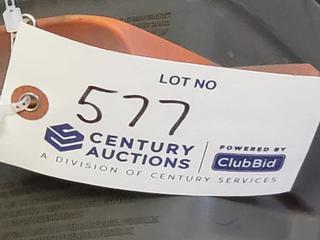 LOT NO
577
CENTURY AUCTIONS
POWERED BY
ClubBid
A DIVISION OF CENTURY SERVICES